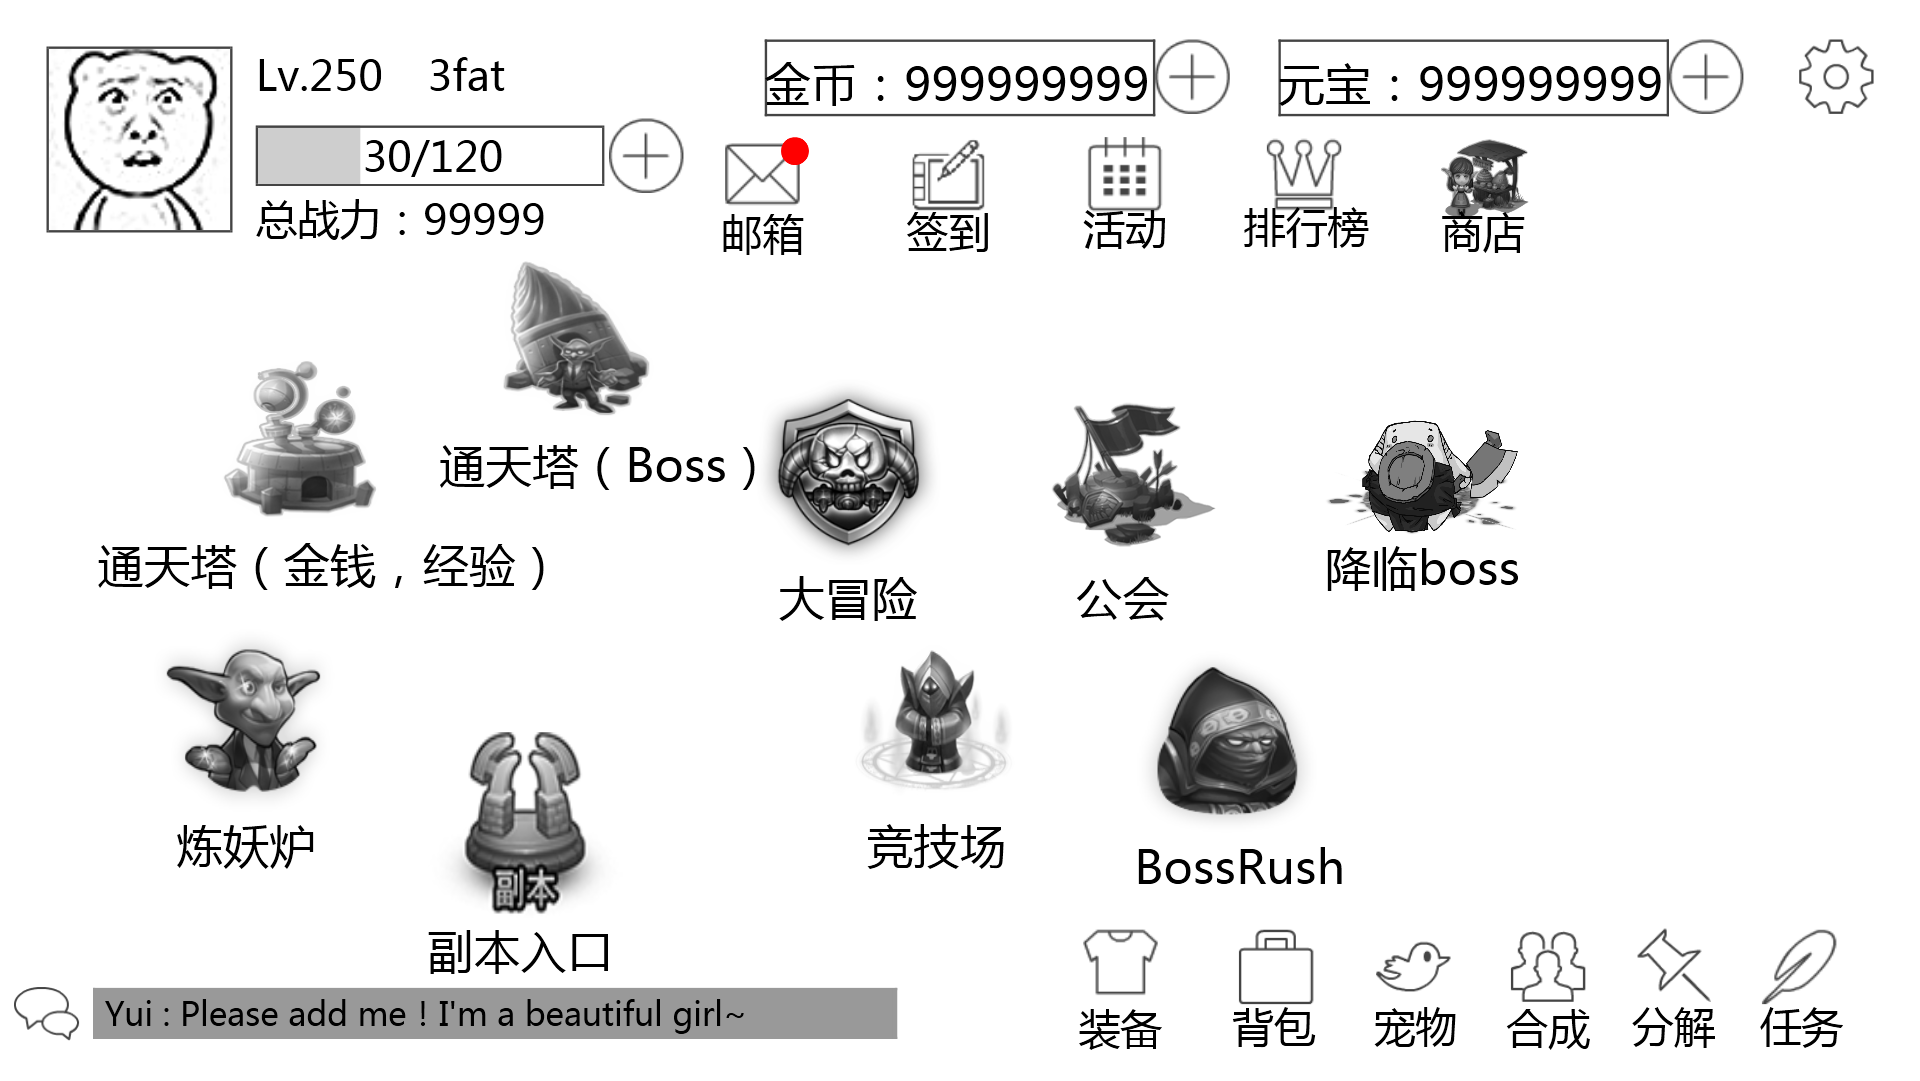 Lv.250 3fat
金币：999999999
元宝：999999999
30/120
总战力：99999
邮箱
签到
活动
排行榜
商店
通天塔（Boss）
通天塔（金钱，经验）
大冒险
公会
降临boss
炼妖炉
副本
副本入口
竞技场
BossRush
Yui : Please add me ! I'm a beautiful girl~
装备
背包
宠物
合成
分解
任务